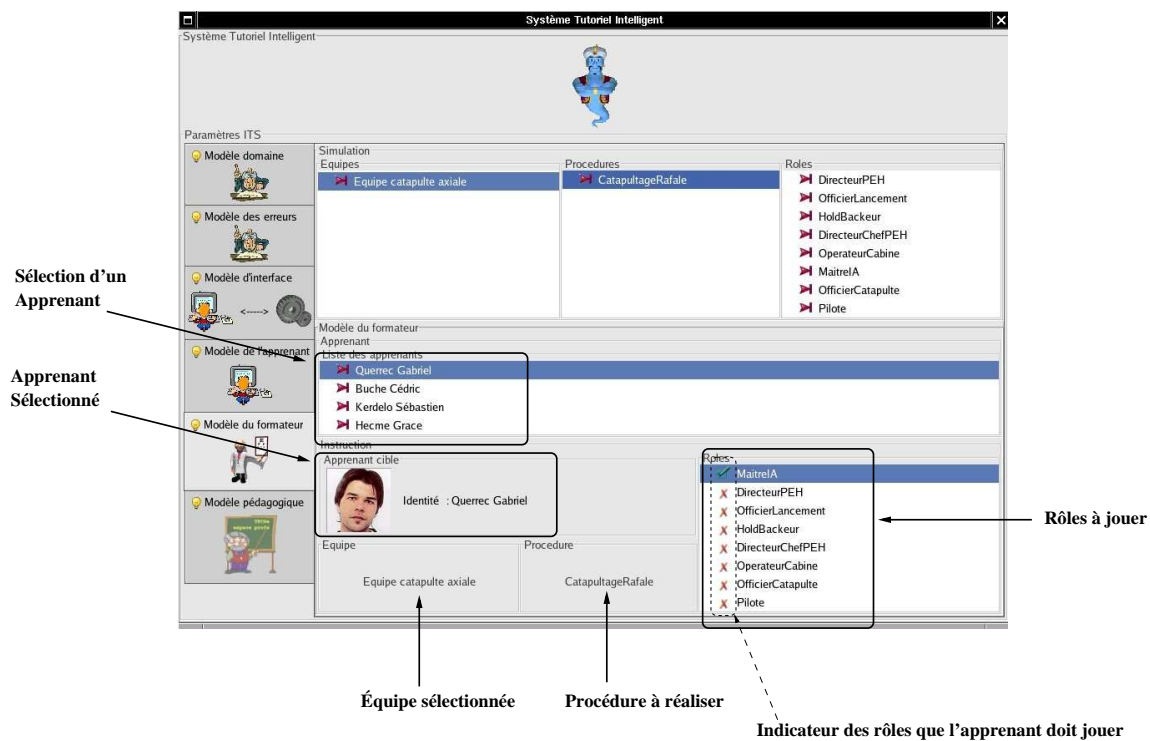 Système Tutoriel Intelligent
Système Tutoriel Intelligent
Paramètres ITS
Modèle domaine
Modèle des erreurs
Modèle d'interface
<----->
Modèle de l'apprenant
Modèle du formateur
Modèle pédagogique
Simulation
Equipes
Equipe catapulte axiale
Procedures
CatapultageRafale
Roles
DirecteurPEH
OfficierLancement
HoldBackeur
DirecteurChefPEH
OperateurCabine
MaitreIA
OfficierCatapulte
Pilote
Modèle du formateur
Apprenant
Liste des apprenants
Querrec Gabriel
Buche Cédric
Kerdelo Sébastien
Hecme Grace
Instruction
Apprenant cible
Identité : Querrec Gabriel
Equipe
Equipe catapulte axiale
Procedure
CatapultageRafale
Roles
MaitreIA
DirecteurPEH
OfficierLancement
HoldBackeur
DirecteurChefPEH
OperateurCabine
OfficierCatapulte
Pilote
Sélection d'un
Apprenant
Apprenant
Sélectionné
Rôles à jouer
Équipe sélectionnée
Procédure à réaliser
Indicateur des rôles que l'apprenant doit jouer